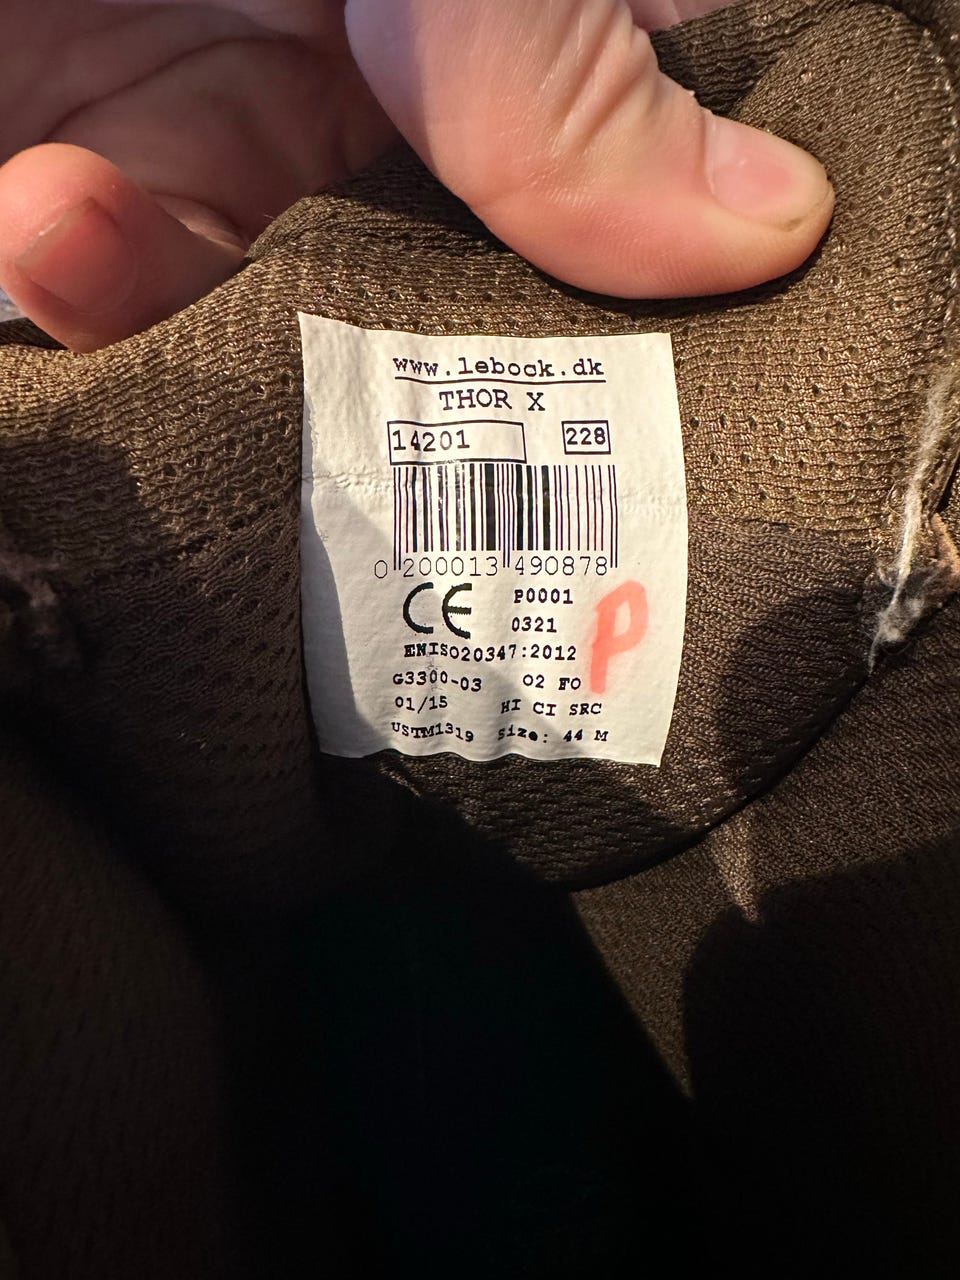 www.lebock.dk
THOR X
14201 228
0 200013 490878
CE P0001
0321
P
ENISO20347:2012
G3300-03 O2 FO
01/15 HI CI SRC
USTM1319 Size: 44 M